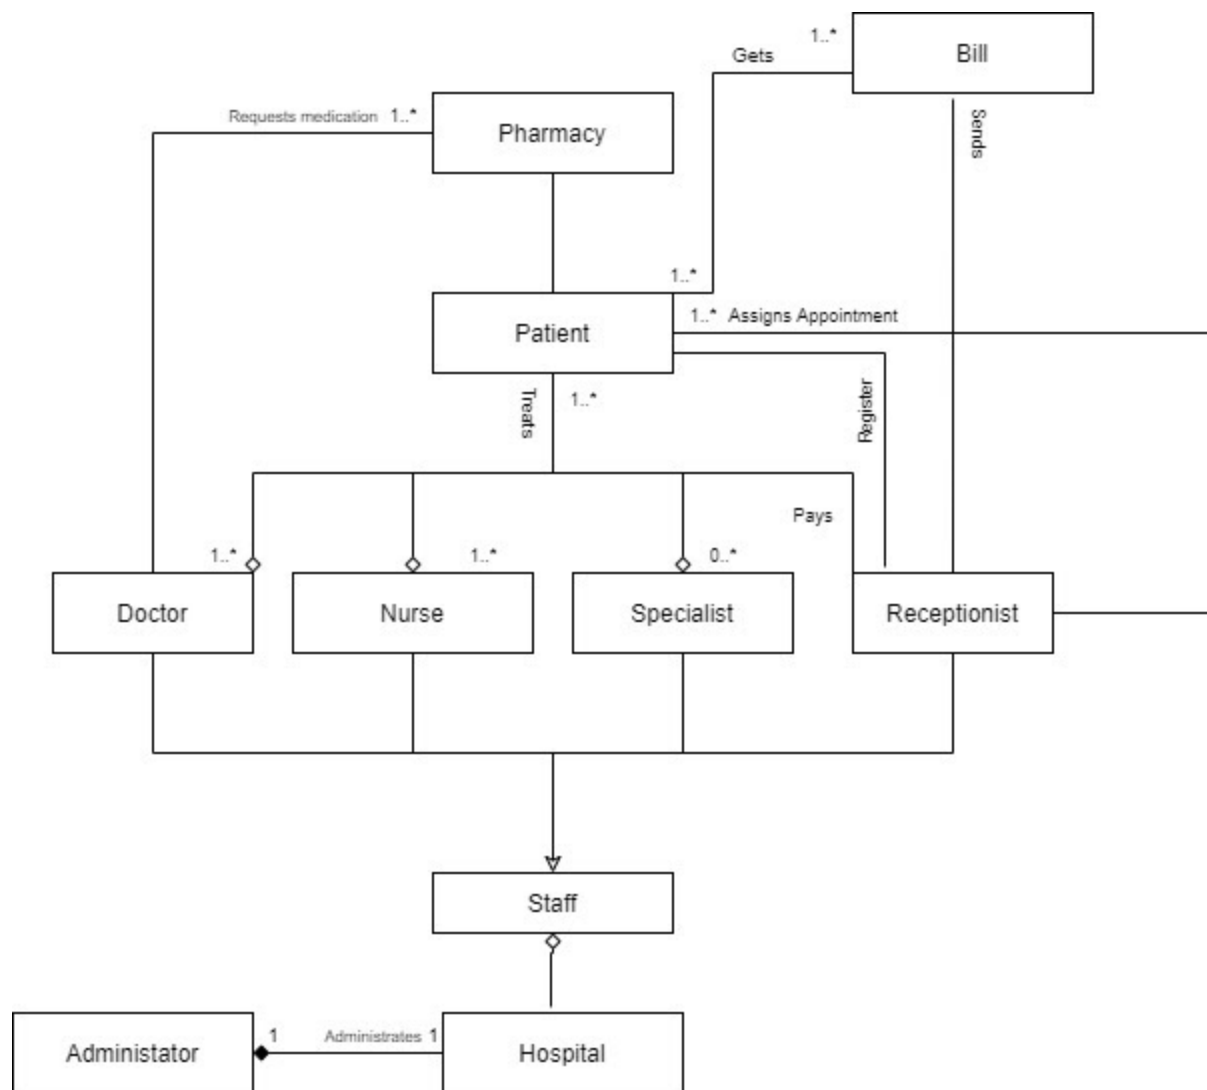 1..*
Bill
Gets
Requests medication 1..*
Pharmacy
Sends
1..*
1..* Assigns Appointment
Patient
Treats
1..*
Register
Pays
1..*
1..*
0..*
Doctor
Nurse
Specialist
Receptionist
Staff
1 Administrates 1
Administator
Hospital